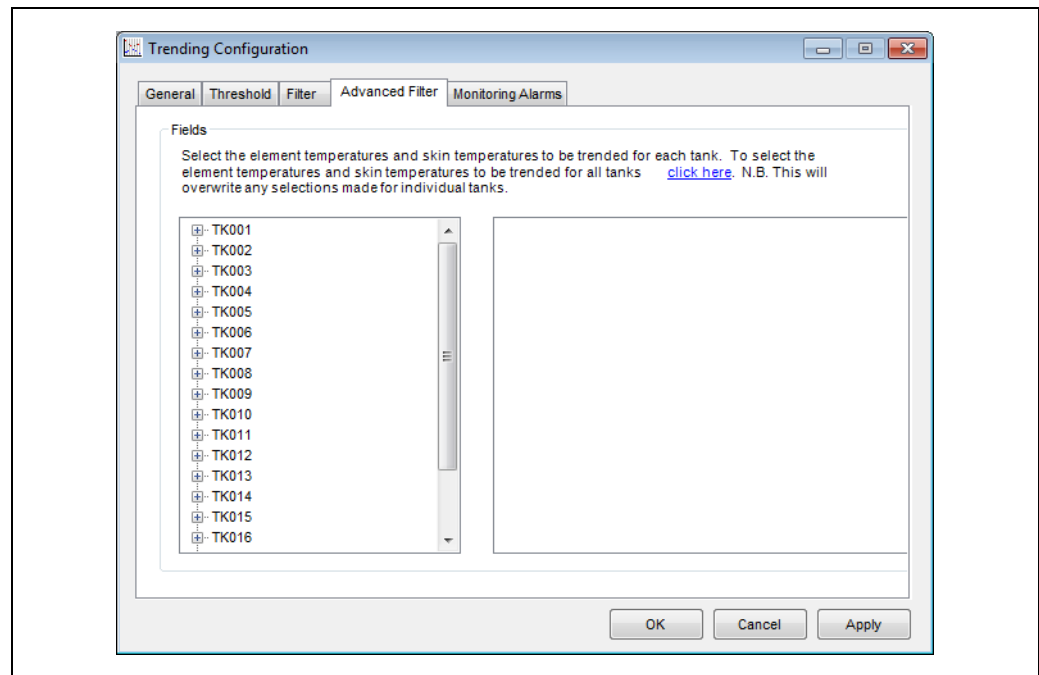 Trending Configuration
General Threshold Filter Advanced Filter Monitoring Alarms
Fields
Select the element temperatures and skin temperatures to be trended for each tank. To select the
element temperatures and skin temperatures to be trended for all tanks click here. N.B. This will
overwrite any selections made for individual tanks.
TK001
TK002
TK003
TK004
TK005
TK006
TK007
TK008
TK009
TK010
TK011
TK012
TK013
TK014
TK015
TK016
OK Cancel Apply